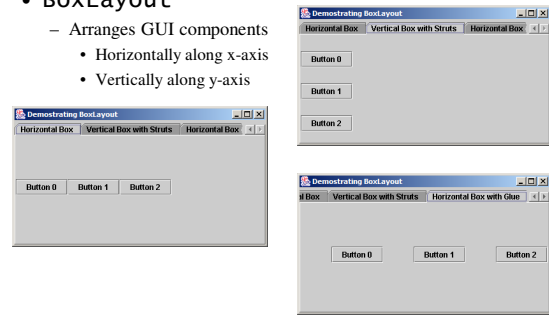 • BoxLayout
– Arranges GUI components
• Horizontally along x-axis
• Vertically along y-axis
Demostrating BoxLayout
Horizontal Box Vertical Box with Struts Horizontal Box
Button 0 Button 1 Button 2
Demostrating BoxLayout
Horizontal Box Vertical Box with Struts Horizontal Box
Button 0
Button 1
Button 2
Demostrating BoxLayout
al Box Vertical Box with Struts Horizontal Box with Glue
Button 0 Button 1 Button 2